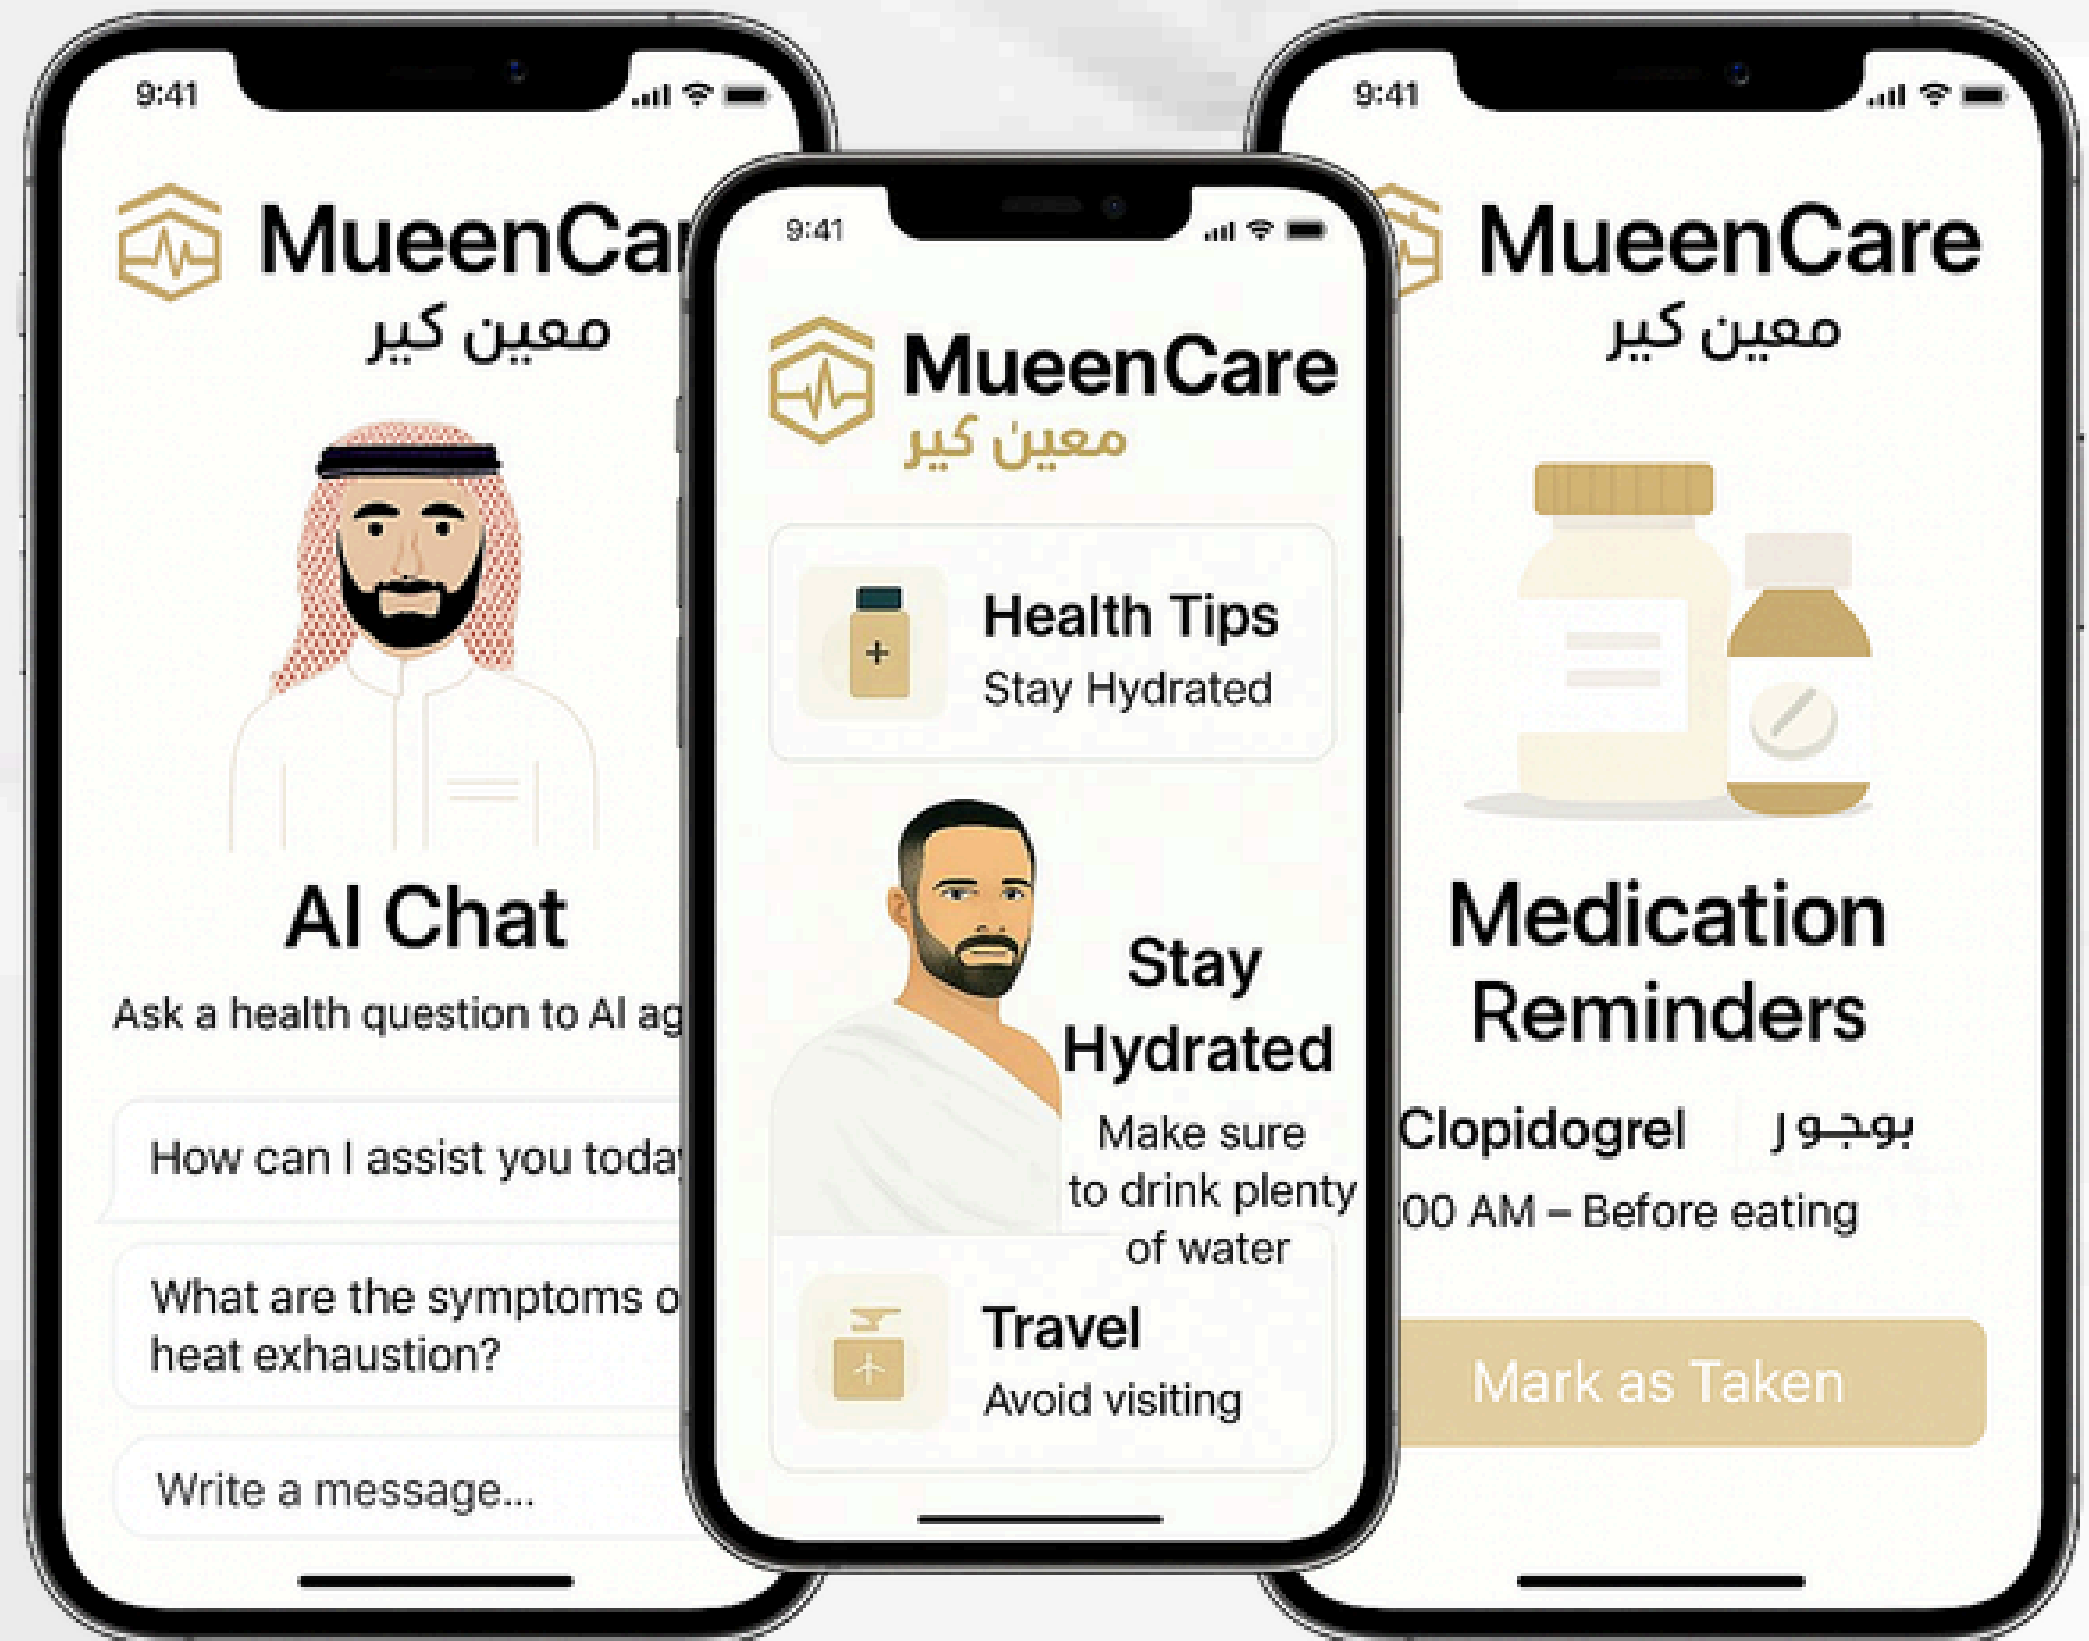 9:41
MueenCar
معين كير
AI Chat
Ask a health question to AI ag
How can I assist you today
What are the symptoms o
heat exhaustion?
Write a message...
9:41
MueenCare
معين كير
Health Tips
Stay Hydrated
Stay
Hydrated
Make sure
to drink plenty
of water
Travel
Avoid visiting
9:41
MueenCare
معين كير
Medication
Reminders
Clopidogrel بوجور
:00 AM – Before eating
Mark as Taken